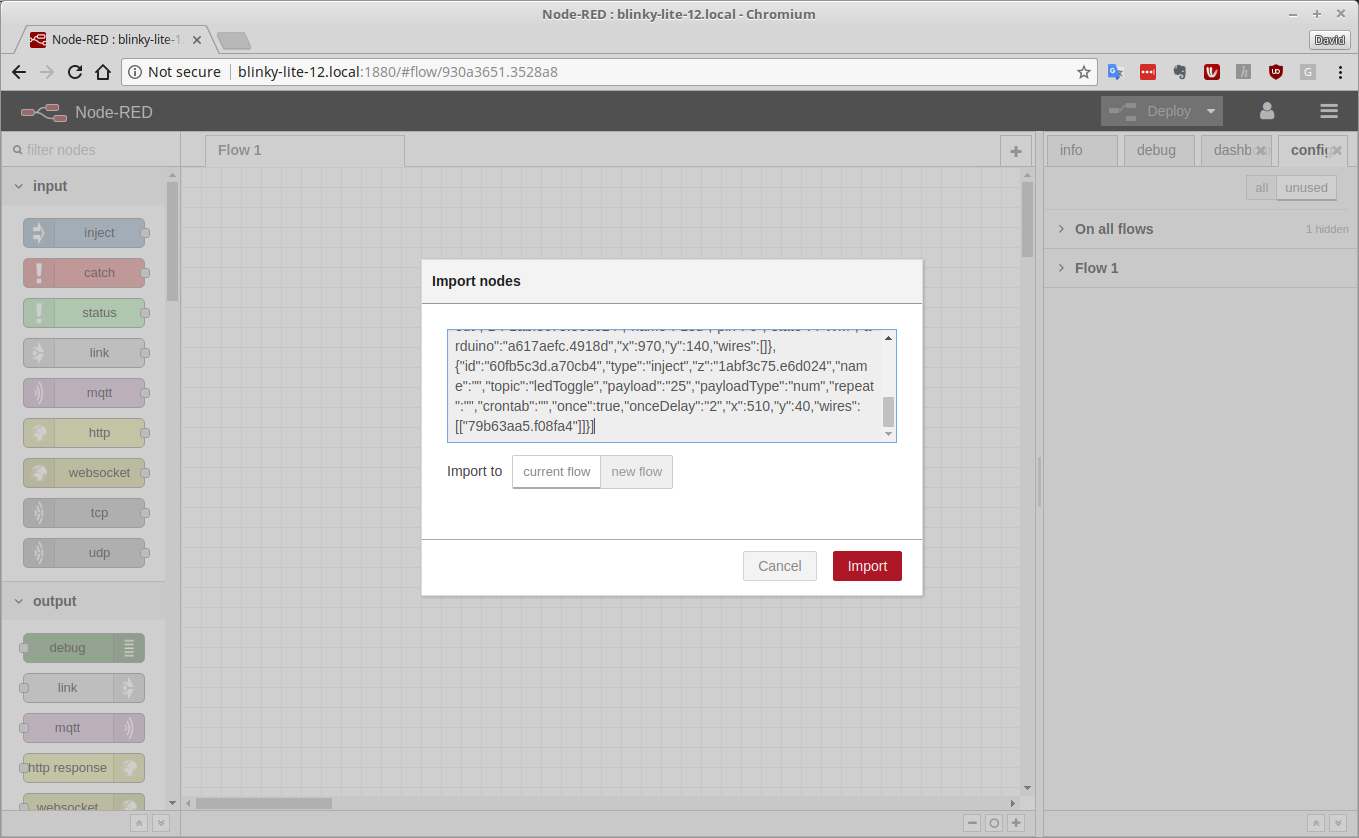 Node-RED : blinky-lite-12.local - Chromium
Node-RED : blinky-lite-1
David
Not secure
blinky-lite-12.local:1880/#flow/930a3651.3528a8
Node-RED
Deploy
filter nodes
Flow 1
info
debug
dashb
config
all
unused
input
inject
catch
status
link
mqtt
http
websocket
tcp
udp
output
debug
link
mqtt
http response
websocket
On all flows
1 hidden
Flow 1
Import nodes
rduino":"a617aefc.4918d","x":970,"y":140,"wires":[]},
{"id":"60fb5c3d.a70cb4","type":"inject","z":"1abf3c75.e6d024","nam
e":"","topic":"ledToggle","payload":"25","payloadType":"num","repeat
":"","crontab":"","once":true,"onceDelay":"2","x":510,"y":40,"wires":
[["79b63aa5.f08fa4"]]}]
Import to
current flow
new flow
Cancel
Import